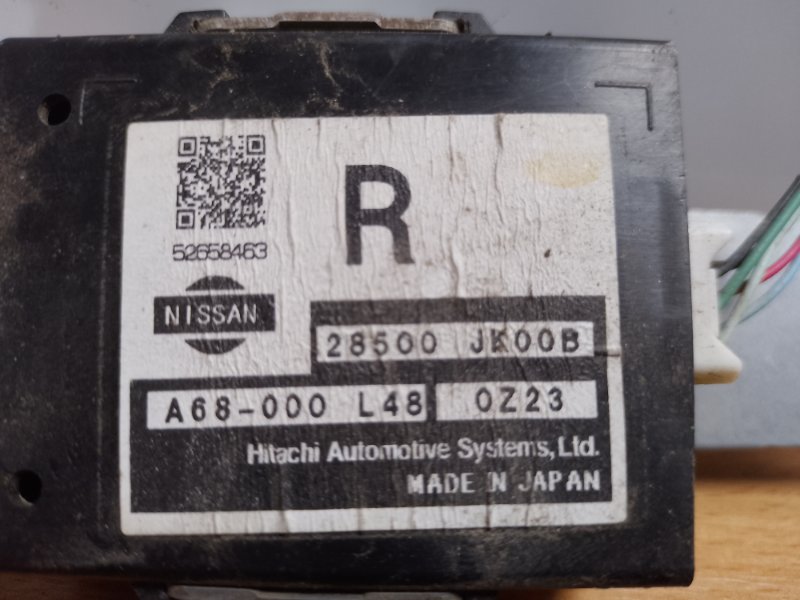 R
52658463
NISSAN
28500 JK00B
A68-000 L48 0Z23
Hitachi Automotive Systems, Ltd.
MADE IN JAPAN